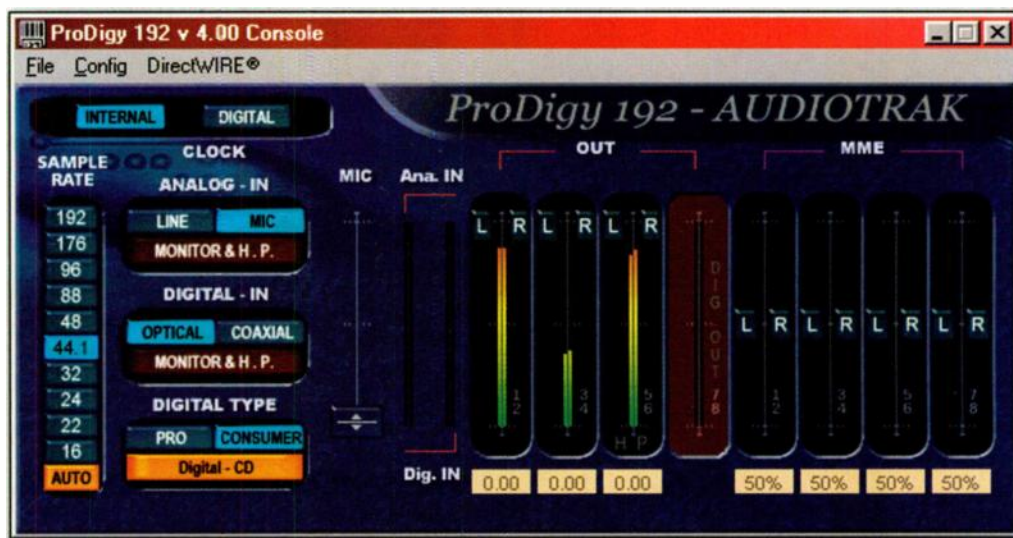 ProDigy 192 v 4.00 Console
File Config DirectWIRE®
ProDigy 192 - AUDIOTRAK
INTERNAL DIGITAL
CLOCK
SAMPLE RATE
192
176
96
88
48
44.1
32
24
22
16
AUTO
ANALOG - IN
LINE MIC
MONITOR & H . P.
DIGITAL - IN
OPTICAL COAXIAL
MONITOR & H . P.
DIGITAL TYPE
PRO CONSUMER
Digital - CD
MIC
Ana. IN
Dig. IN
OUT
L R L R L R
1 2
3 4
5 6
H P
DIG OUT 78
0.00 0.00 0.00
MME
L R L R L R L R
1 2
3 4
5 6
7 8
50% 50% 50% 50%